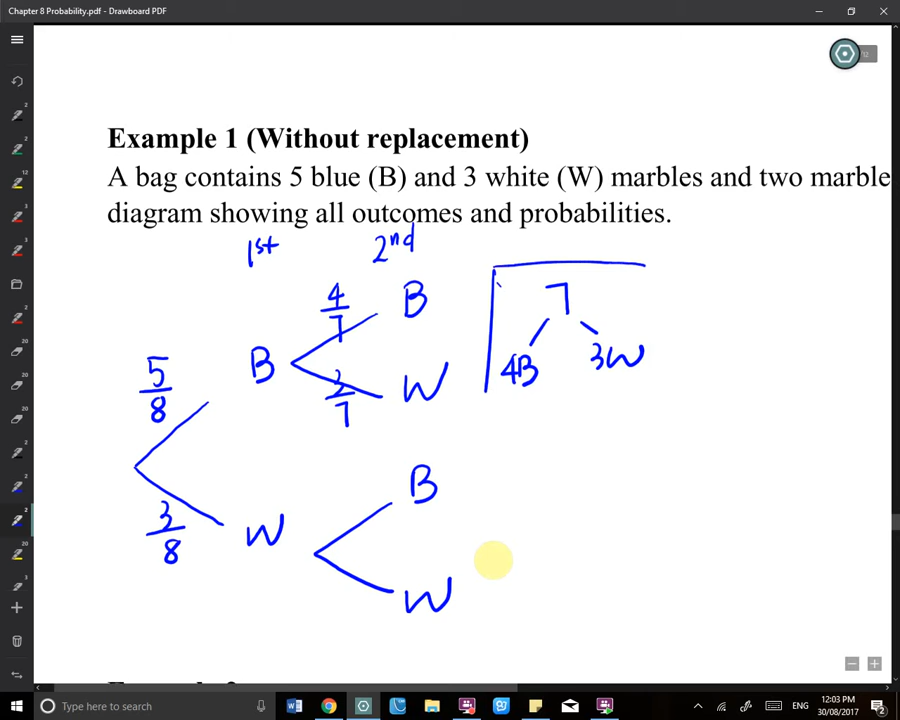 Chapter 8 Probability.pdf - Drawboard PDF
Example 1 (Without replacement)
A bag contains 5 blue (B) and 3 white (W) marbles and two marble
diagram showing all outcomes and probabilities.
1st 2nd
5/8 B 4/7 B
3/7 W
3/8 W B
W
7
4B 3W
Type here to search
ENG
12:03 PM
30/08/2017